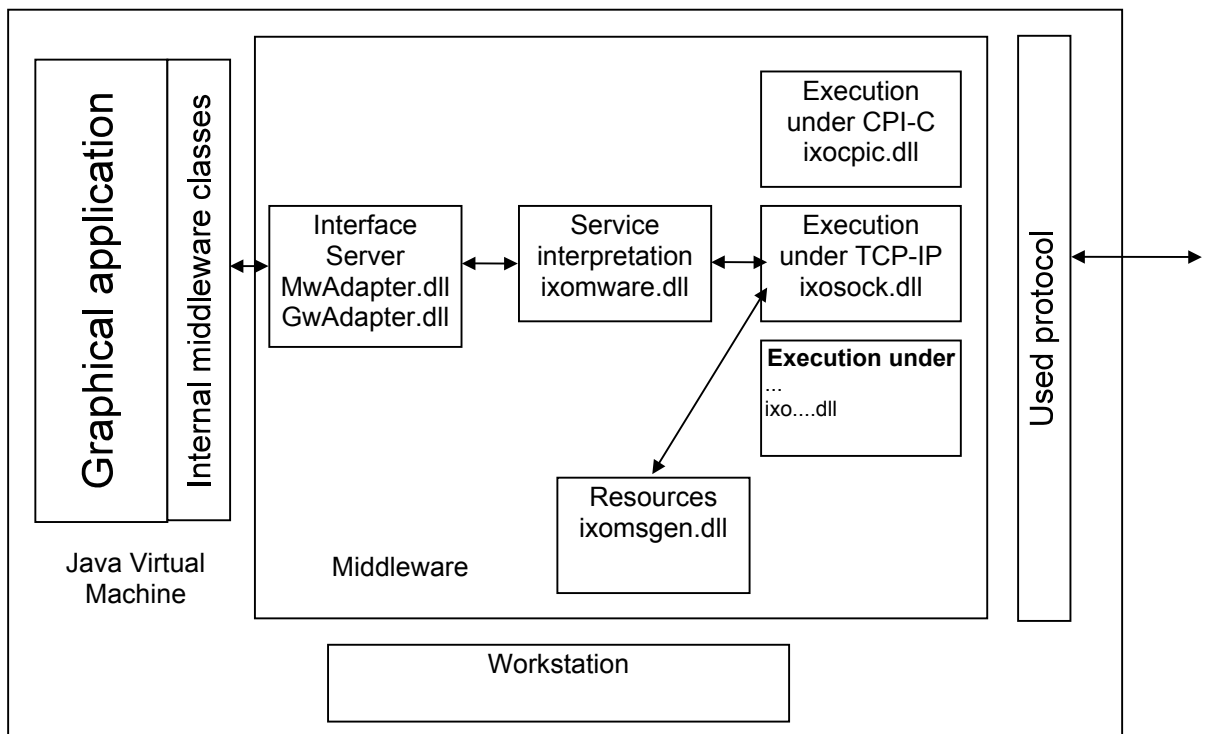 Graphical application
Internal middleware classes
Java Virtual
Machine
Interface
Server
MwAdapter.dll
GwAdapter.dll
Service
interpretation
ixomware.dll
Execution
under CPI-C
ixocpic.dll
Execution
under TCP-IP
ixosock.dll
Execution under
...
ixo....dll
Resources
ixomsgen.dll
Middleware
Used protocol
Workstation